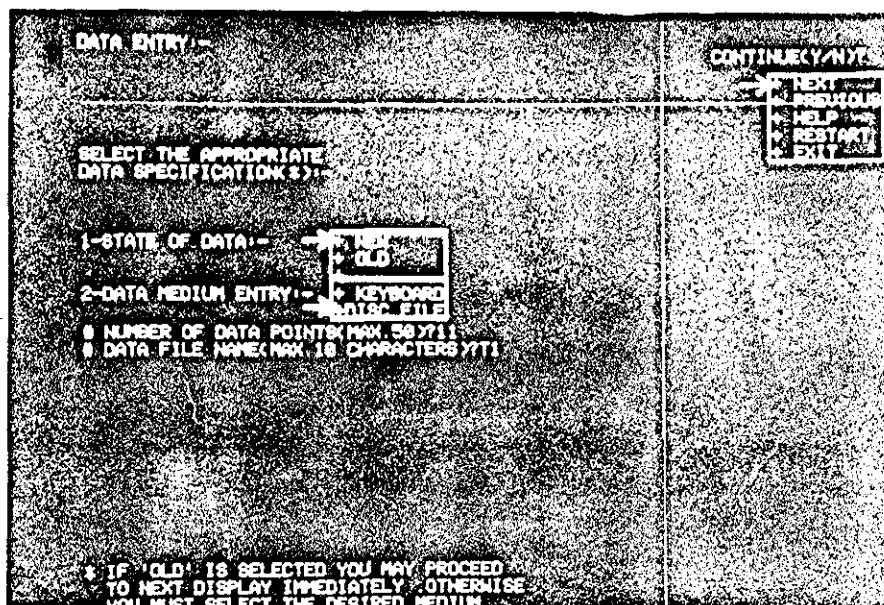 DATA ENTRY:-
CONTINUE(Y/N)?
+ NEXT
+ PREVIOUS
+ HELP
+ RESTART
+ EXIT
SELECT THE APPROPRIATE
DATA SPECIFICATION(*):-
1-STATE OF DATA:-
+ NEW
+ OLD
2-DATA MEDIUM ENTRY:-
+ KEYBOARD
DISC FILE
# NUMBER OF DATA POINTS(MAX.50)?11
# DATA FILE NAME(MAX.10 CHARACTERS)?T1
* IF 'OLD' IS SELECTED YOU MAY PROCEED
TO NEXT DISPLAY IMMEDIATELY .OTHERWISE
YOU MUST SELECT THE DESIRED MEDIUM